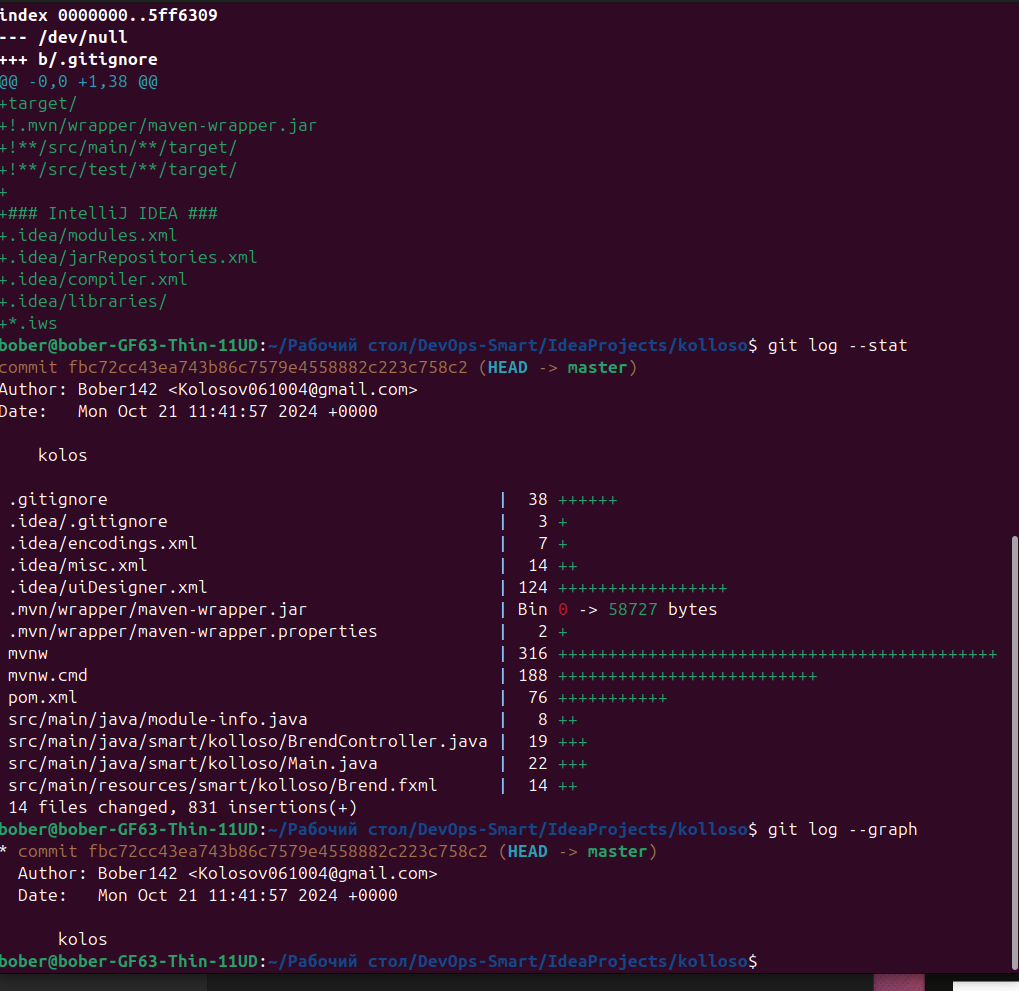 index 0000000..5ff6309
--- /dev/null
+++ b/.gitignore
@@ -0,0 +1,38 @@
+target/
+!.mvn/wrapper/maven-wrapper.jar
+!**/src/main/**/target/
+!**/src/test/**/target/
+
+### IntelliJ IDEA ###
+.idea/modules.xml
+.idea/jarRepositories.xml
+.idea/compiler.xml
+.idea/libraries/
+*.iws
bober@bober-GF63-Thin-11UD:~/Рабочий стол/DevOps-Smart/IdeaProjects/kolloso$ git log --stat
commit fbc72cc43ea743b86c7579e4558882c223c758c2 (HEAD -> master)
Author: Bober142 <Kolosov061004@gmail.com>
Date:   Mon Oct 21 11:41:57 2024 +0000

    kolos

 .gitignore                                       |  38 ++++++
 .idea/.gitignore                                 |   3 +
 .idea/encodings.xml                              |   7 +
 .idea/misc.xml                                   |  14 ++
 .idea/uiDesigner.xml                             | 124 +++++++++++++++++
 .mvn/wrapper/maven-wrapper.jar                   | Bin 0 -> 58727 bytes
 .mvn/wrapper/maven-wrapper.properties            |   2 +
 mvnw                                             | 316 ++++++++++++++++++++++++++++++++++++++++++++
 mvnw.cmd                                         | 188 ++++++++++++++++++++++++++
 pom.xml                                          |  76 +++++++++++
 src/main/java/module-info.java                   |   8 ++
 src/main/java/smart/kolloso/BrendController.java |  19 +++
 src/main/java/smart/kolloso/Main.java            |  22 +++
 src/main/resources/smart/kolloso/Brend.fxml      |  14 ++
 14 files changed, 831 insertions(+)
bober@bober-GF63-Thin-11UD:~/Рабочий стол/DevOps-Smart/IdeaProjects/kolloso$ git log --graph
* commit fbc72cc43ea743b86c7579e4558882c223c758c2 (HEAD -> master)
  Author: Bober142 <Kolosov061004@gmail.com>
  Date:   Mon Oct 21 11:41:57 2024 +0000

      kolos
bober@bober-GF63-Thin-11UD:~/Рабочий стол/DevOps-Smart/IdeaProjects/kolloso$